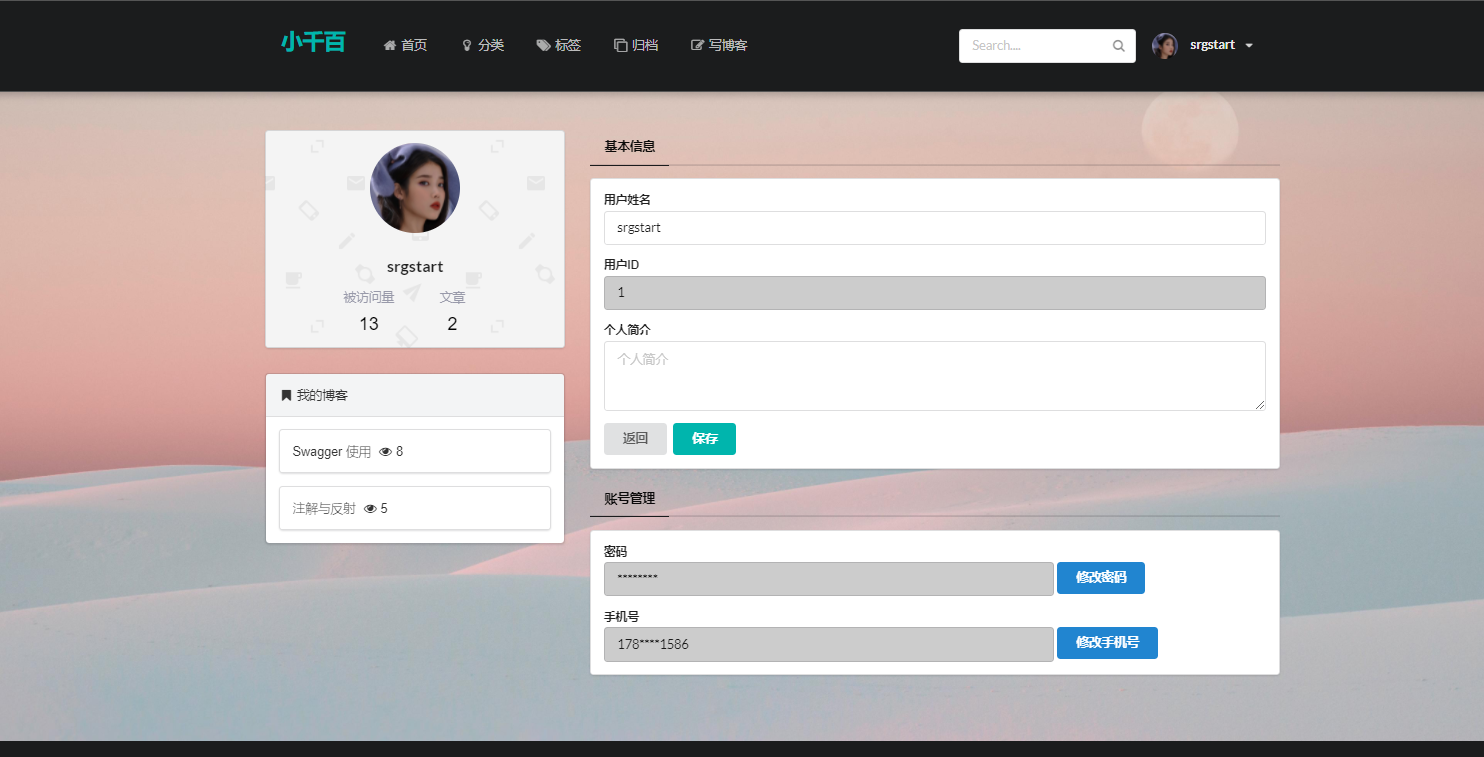 小千百 首页 分类 标签 归档 写博客 Search.... srgstart
srgstart
被访问量 文章
13 2
我的博客
Swagger 使用 8
注解与反射 5
基本信息
用户姓名
srgstart
用户ID
1
个人简介
个人简介
返回 保存
账号管理
密码
******** 修改密码
手机号
178****1586 修改手机号